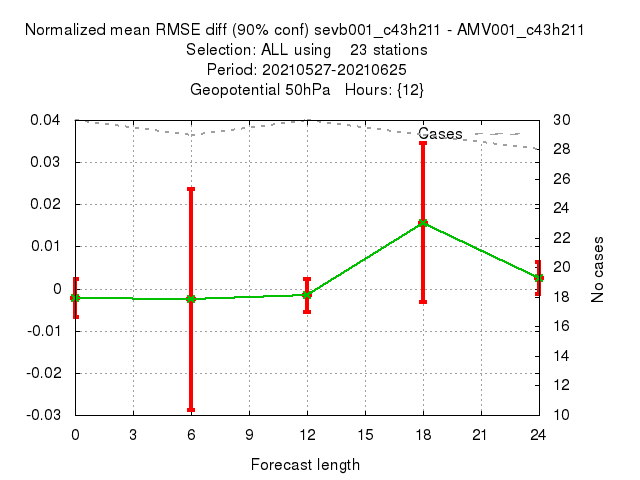 Normalized mean RMSE diff (90% conf) sevb001_c43h211 - AMV001_c43h211
Selection: ALL using    23 stations
Period: 20210527-20210625
Geopotential 50hPa   Hours: {12}
Cases
0.04
0.03
0.02
0.01
0
-0.01
-0.02
-0.03
30
28
26
24
22
20
18
16
14
12
10
No cases
0 3 6 9 12 15 18 21 24
Forecast length